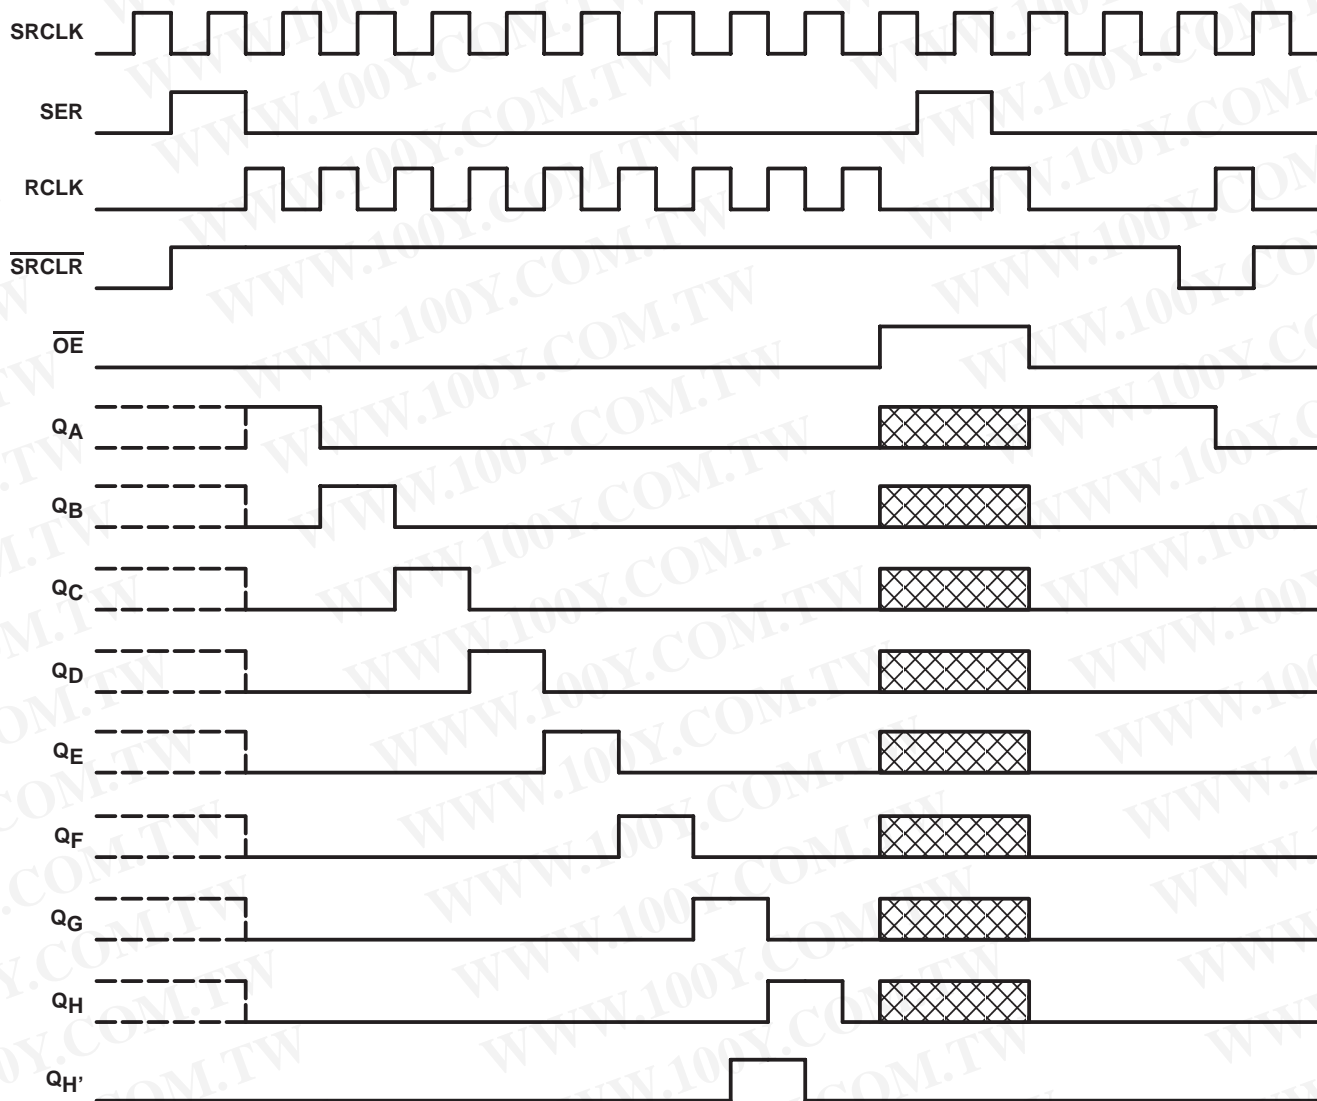 SRCLK
SER
RCLK
SRCLR
OE
QA
QB
QC
QD
QE
QF
QG
QH
QH'
WWW.100Y.COM.TW